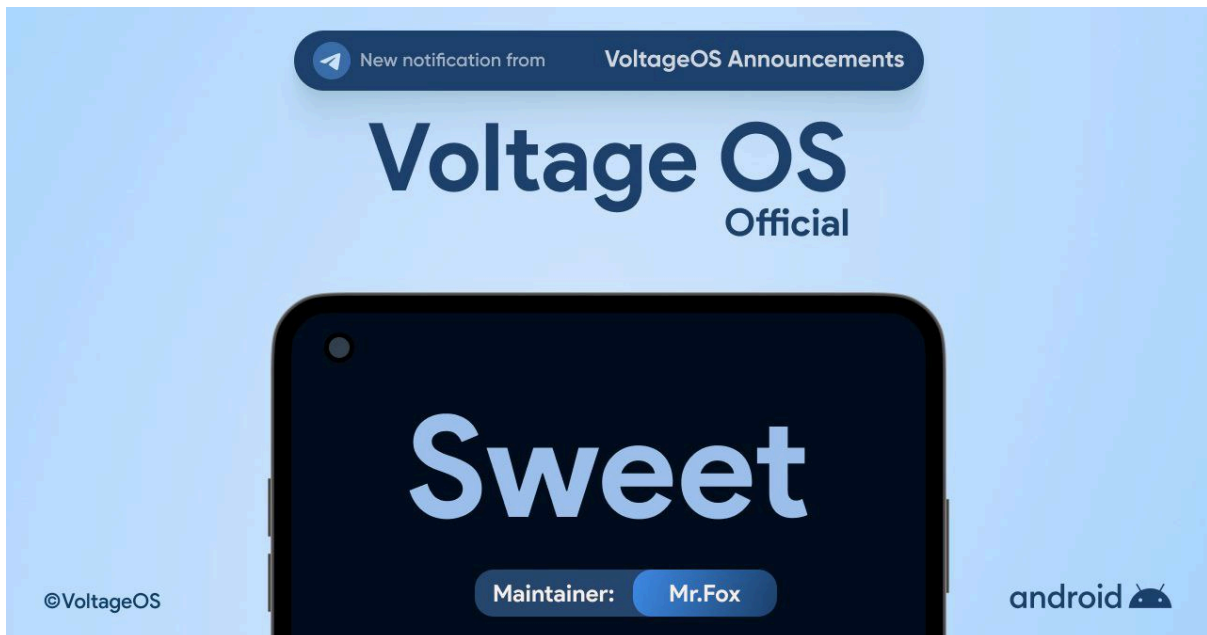 New notification from VoltageOS Announcements
Voltage OS
Official
Sweet
Maintainer: Mr.Fox
©VoltageOS
android